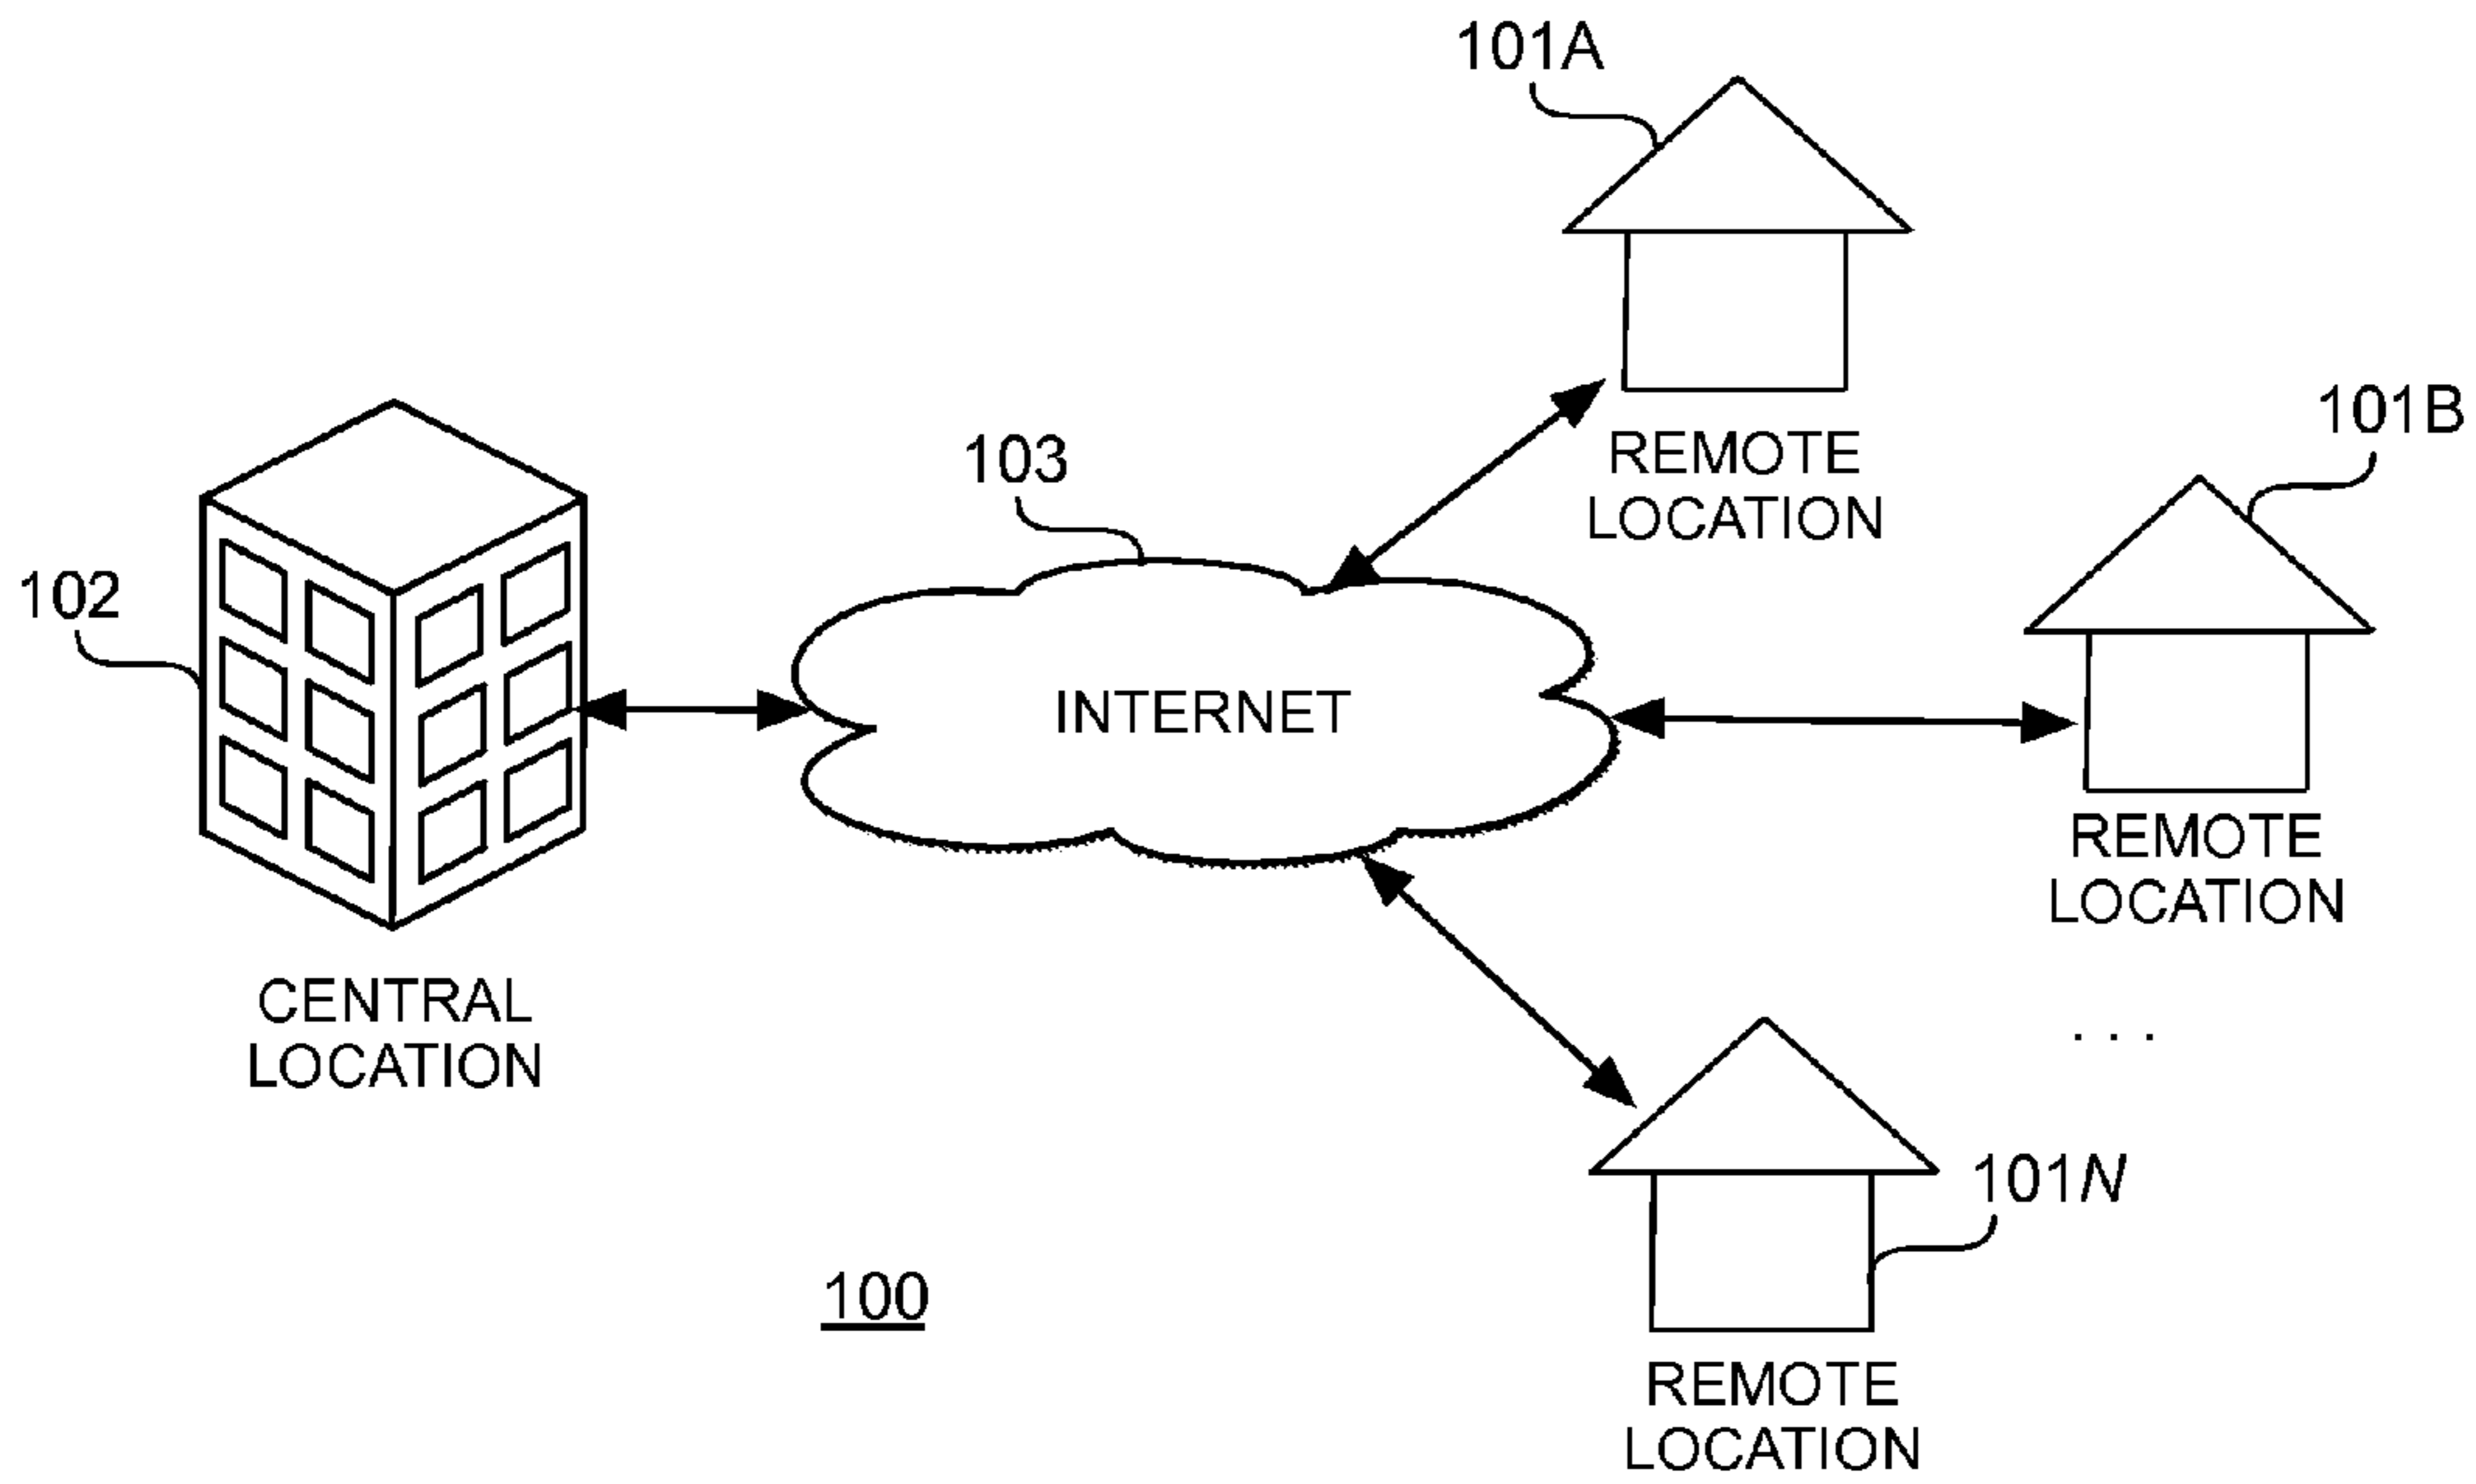 101A
REMOTE
LOCATION
101B
REMOTE
LOCATION
103
INTERNET
102
CENTRAL
LOCATION
. . .
101N
REMOTE
LOCATION
100